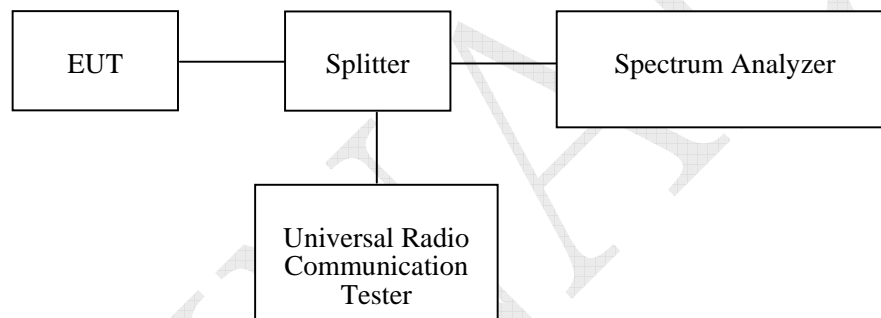 EUT
Splitter
Spectrum Analyzer
Universal Radio
Communication
Tester